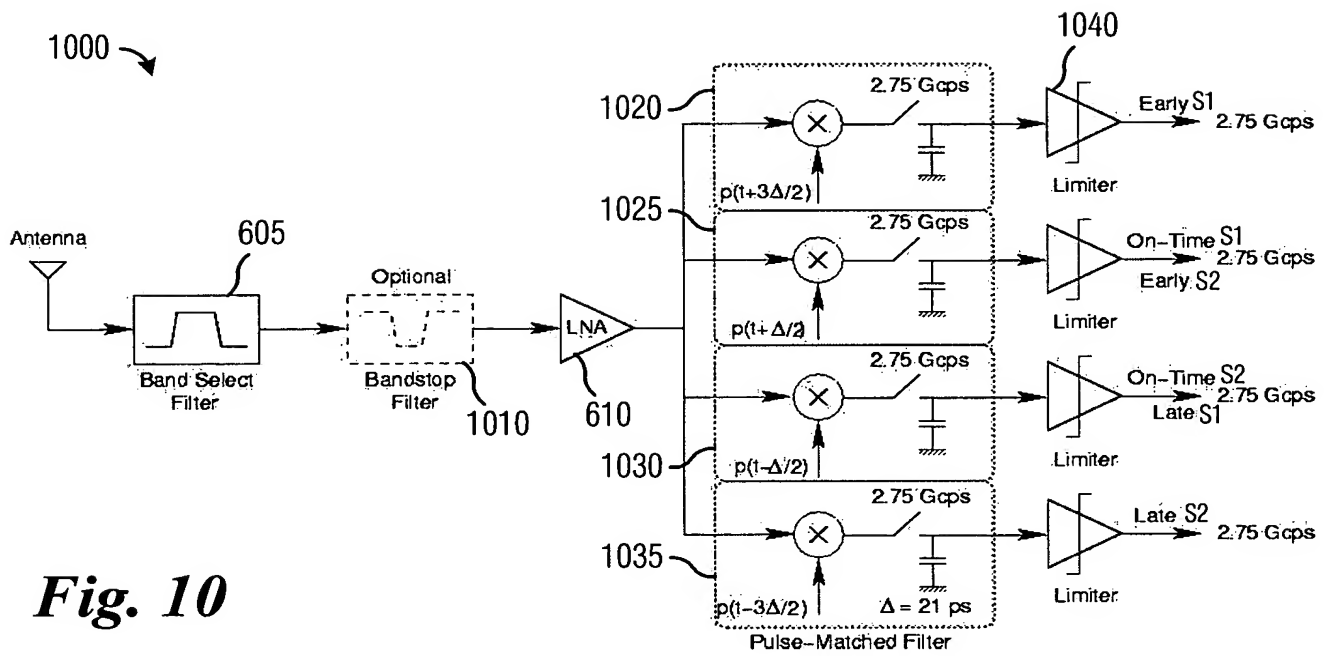 1000
1020
2.75 Gcps
1040
Early S1
2.75 Gcps
p(t+3Δ/2)
Limiter
1025
2.75 Gcps
On-Time S1
2.75 Gcps
Early S2
p(t+Δ/2)
Limiter
Antenna
605
Optional
LNA
Band Select
Filter
Bandstop
Filter
1010
610
2.75 Gcps
On-Time S2
2.75 Gcps
Late S1
1030
p(t-Δ/2)
Limiter
2.75 Gcps
Late S2
2.75 Gcps
1035
p(t-3Δ/2)
Δ = 21 ps
Limiter
Pulse-Matched Filter
Fig. 10